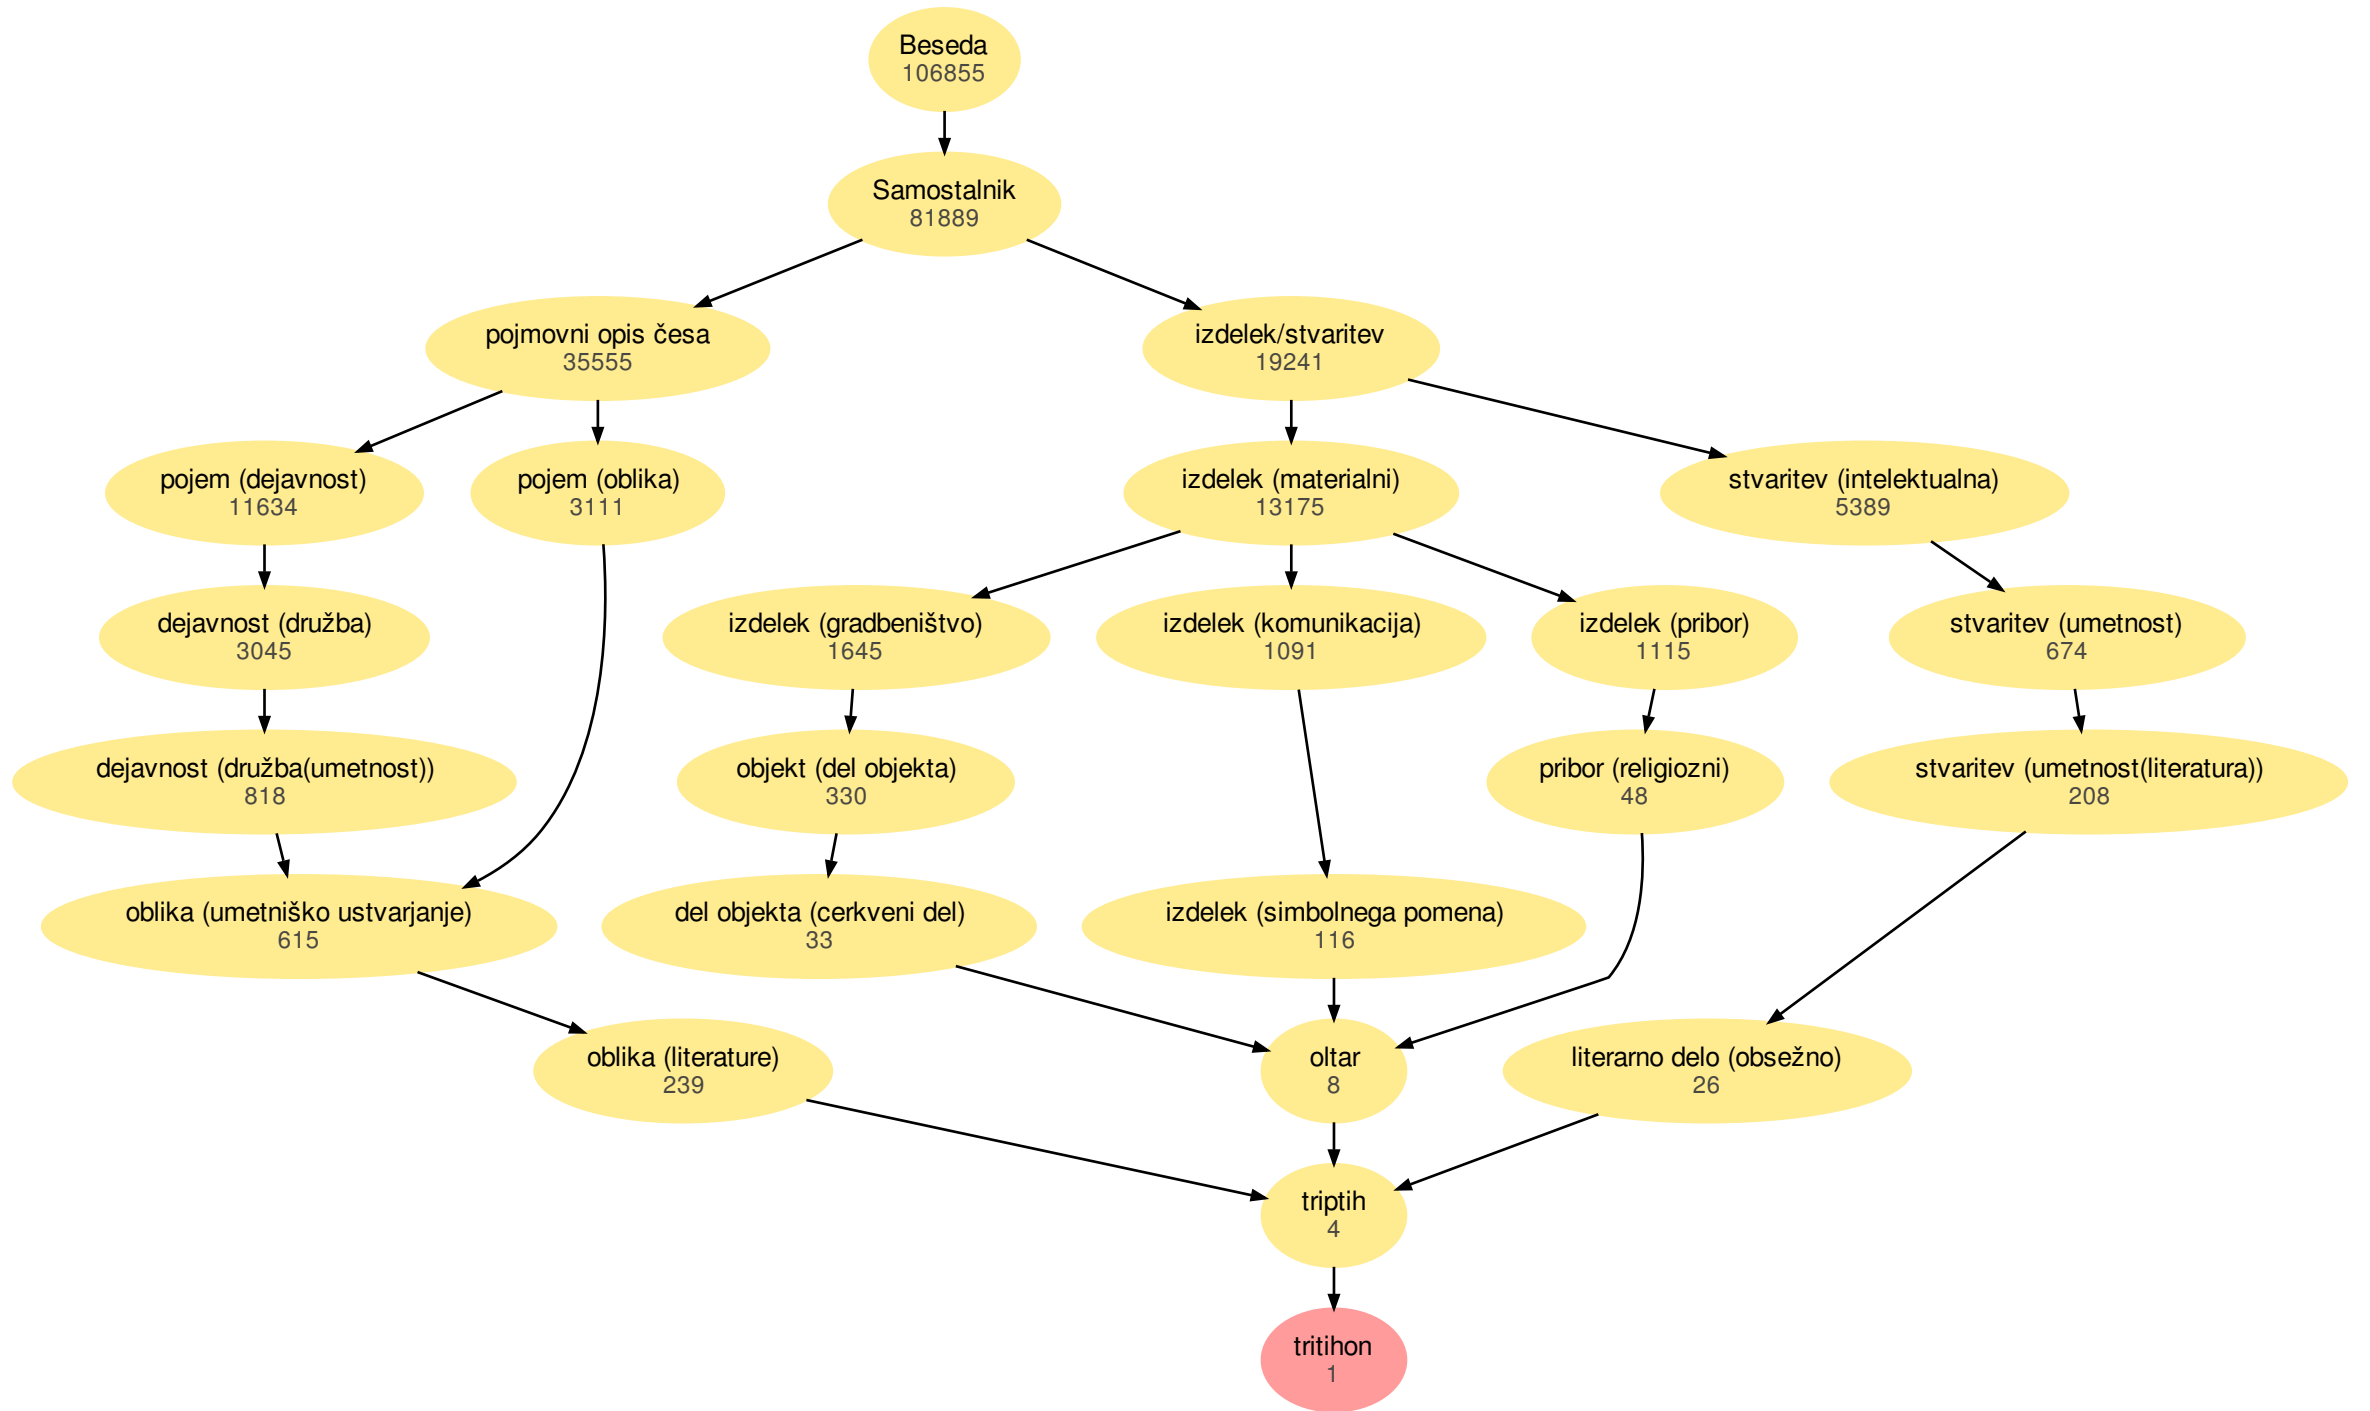 Beseda
106855
Samostalnik
81889
pojmovni opis česa
35555
izdelek/stvaritev
19241
pojem (dejavnost)
11634
pojem (oblika)
3111
izdelek (materialni)
13175
stvaritev (intelektualna)
5389
dejavnost (družba)
3045
izdelek (gradbeništvo)
1645
izdelek (komunikacija)
1091
izdelek (pribor)
1115
stvaritev (umetnost)
674
dejavnost (družba(umetnost))
818
objekt (del objekta)
330
pribor (religiozni)
48
stvaritev (umetnost(literatura))
208
oblika (umetniško ustvarjanje)
615
del objekta (cerkveni del)
33
izdelek (simbolnega pomena)
116
oblika (literature)
239
oltar
8
literarno delo (obsežno)
26
triptih
4
tritihon
1